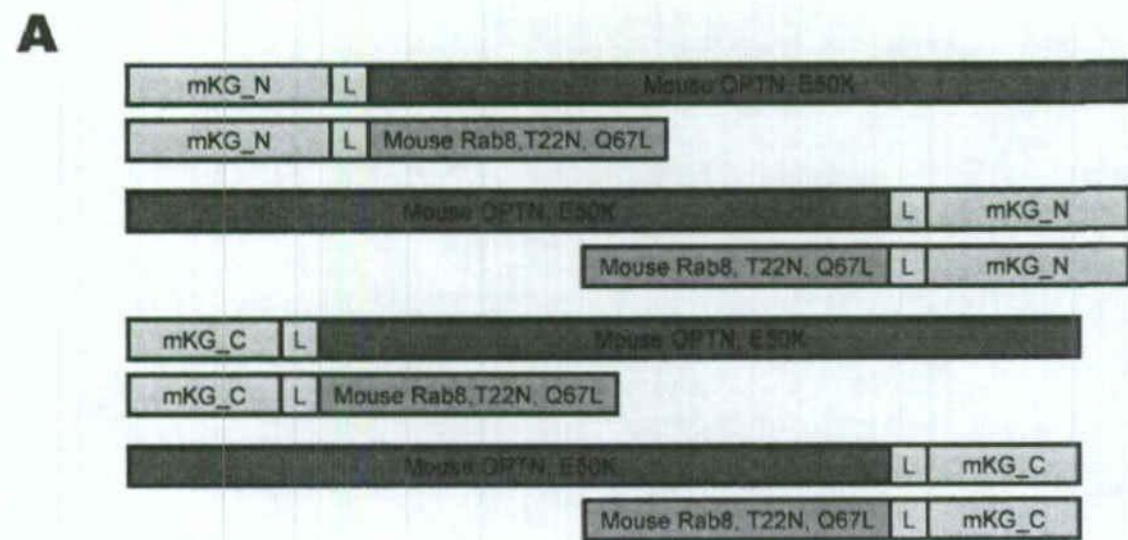 A
mKG_N L Mouse OPTN, E50K
mKG_N L Mouse Rab8,T22N, Q67L
Mouse OPTN, E50K L mKG_N
Mouse Rab8, T22N, Q67L L mKG_N
mKG_C L Mouse OPTN, E50K
mKG_C L Mouse Rab8,T22N, Q67L
Mouse OPTN, E50K L mKG_C
Mouse Rab8, T22N, Q67L L mKG_C